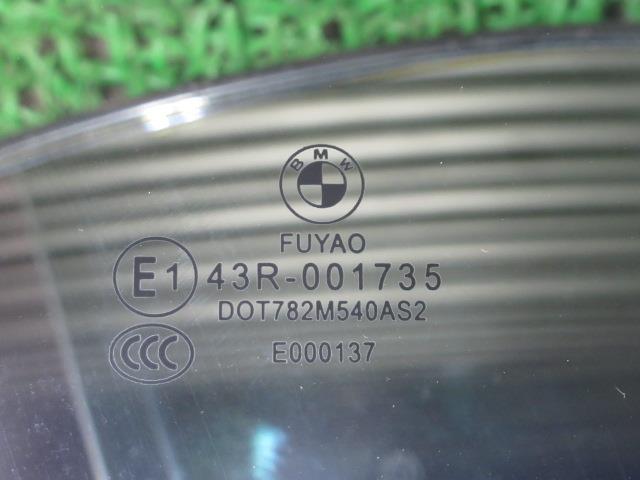 BMW
FUYAO
E1 43R-001735
DOT782M540AS2
CCC E000137